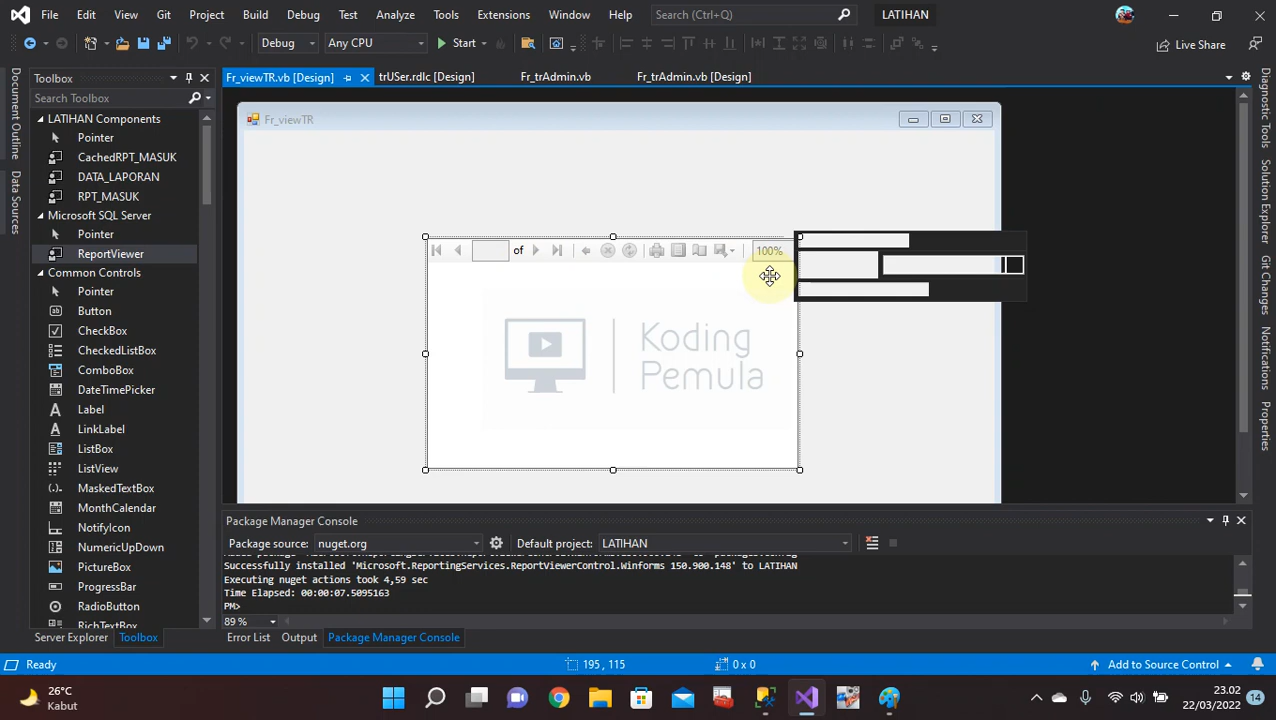 File Edit View Git Project Build Debug Test Analyze Tools Extensions Window Help Search (Ctrl+Q) LATIHAN
Debug Any CPU Start Live Share
Document Outline
Data Sources
Toolbox
Search Toolbox
LATIHAN Components
Pointer
CachedRPT_MASUK
DATA_LAPORAN
RPT_MASUK
Microsoft SQL Server
Pointer
ReportViewer
Common Controls
Pointer
Button
CheckBox
CheckedListBox
ComboBox
DateTimePicker
Label
LinkLabel
ListBox
ListView
MaskedTextBox
MonthCalendar
NotifyIcon
NumericUpDown
PictureBox
ProgressBar
RadioButton
RichTextBox
Server Explorer Toolbox
Fr_viewTR.vb [Design] trUSer.rdlc [Design] Fr_trAdmin.vb Fr_trAdmin.vb [Design]
Fr_viewTR
of 100%
Koding
Pemula
Diagnostic Tools
Solution Explorer
Git Changes
Notifications
Properties
Package Manager Console
Package source: nuget.org Default project: LATIHAN
Successfully installed 'Microsoft.ReportingServices.ReportViewerControl.Winforms 150.900.148' to LATIHAN
Executing nuget actions took 4,59 sec
Time Elapsed: 00:00:07.5095163
PM>
89 %
Error List Output Package Manager Console
Ready 195 , 115 0 x 0 Add to Source Control
26°C
Kabut
23.02
22/03/2022
14